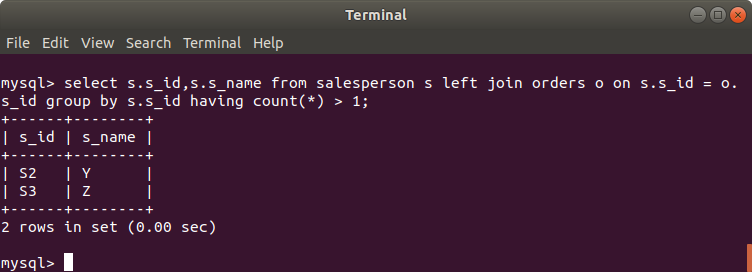 Terminal
File Edit View Search Terminal Help
mysql> select s.s_id,s.s_name from salesperson s left join orders o on s.s_id = o.
s_id group by s.s_id having count(*) > 1;
+------+--------+
| s_id | s_name |
+------+--------+
| S2   | Y      |
| S3   | Z      |
+------+--------+
2 rows in set (0.00 sec)
mysql>